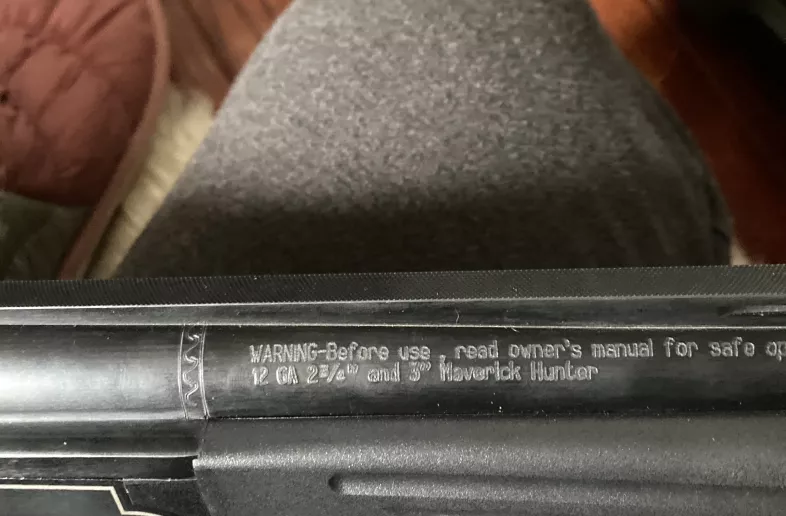 WARNING-Before use, read owner's manual for safe op
12 GA 2¾" and 3" Maverick Hunter